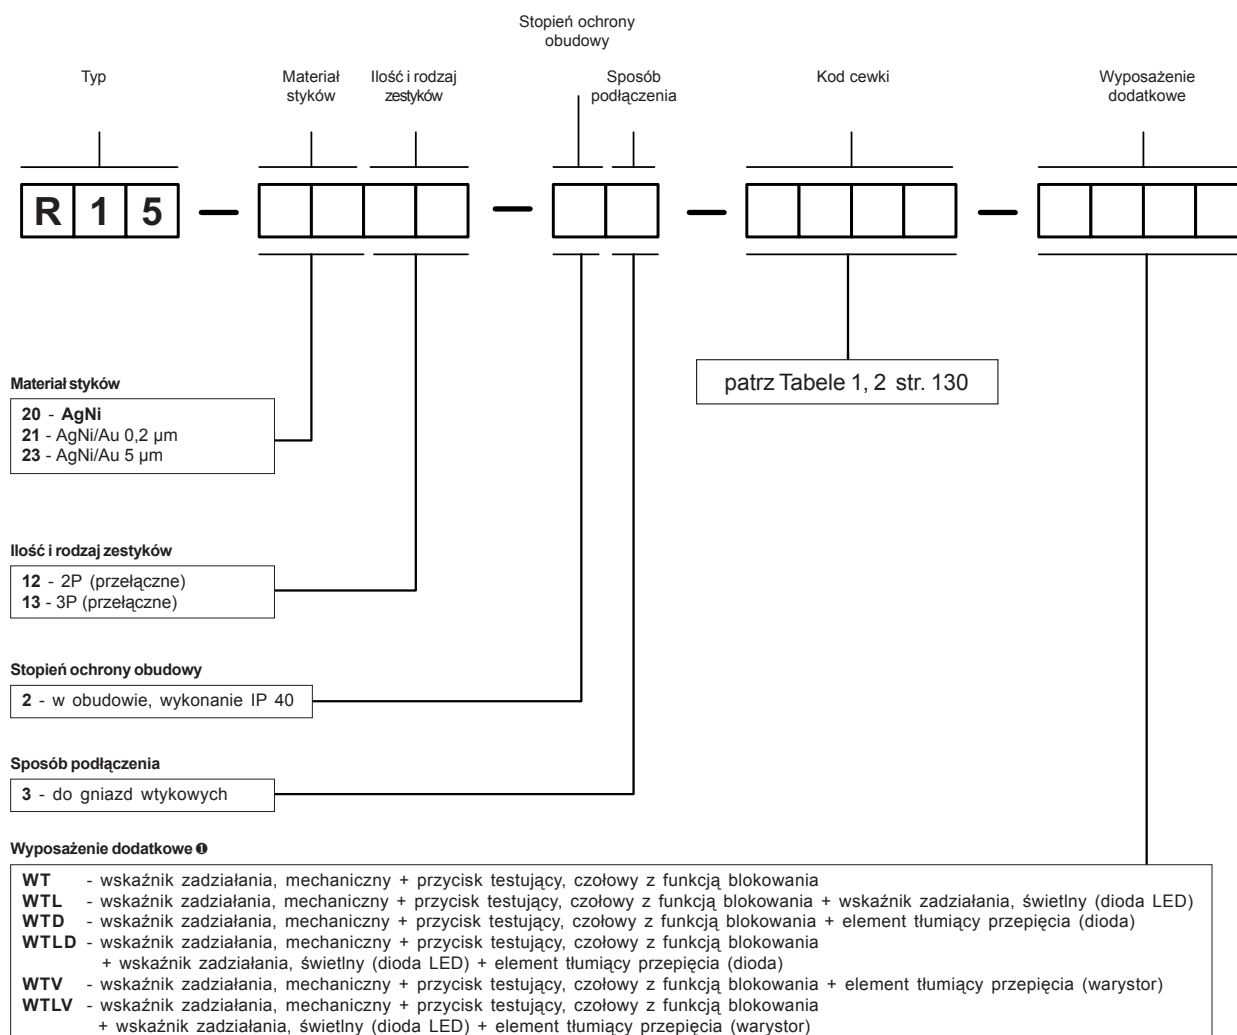 Stopień ochrony
obudowy
Typ
Materiał
styków
Ilość i rodzaj
zestyków
Sposób
podłączenia
Kod cewki
Wyposażenie
dodatkowe
R 1 5 — — — —
patrz Tabele 1, 2 str. 130
Materiał styków
20 - AgNi
21 - AgNi/Au 0,2 µm
23 - AgNi/Au 5 µm
Ilość i rodzaj zestyków
12 - 2P (przełączne)
13 - 3P (przełączne)
Stopień ochrony obudowy
2 - w obudowie, wykonanie IP 40
Sposób podłączenia
3 - do gniazd wtykowych
Wyposażenie dodatkowe ❶
WT - wskaźnik zadziałania, mechaniczny + przycisk testujący, czołowy z funkcją blokowania
WTL - wskaźnik zadziałania, mechaniczny + przycisk testujący, czołowy z funkcją blokowania + wskaźnik zadziałania, świetlny (dioda LED)
WTD - wskaźnik zadziałania, mechaniczny + przycisk testujący, czołowy z funkcją blokowania + element tłumiący przepięcia (dioda)
WTLD - wskaźnik zadziałania, mechaniczny + przycisk testujący, czołowy z funkcją blokowania
+ wskaźnik zadziałania, świetlny (dioda LED) + element tłumiący przepięcia (dioda)
WTV - wskaźnik zadziałania, mechaniczny + przycisk testujący, czołowy z funkcją blokowania + element tłumiący przepięcia (warystor)
WTLV - wskaźnik zadziałania, mechaniczny + przycisk testujący, czołowy z funkcją blokowania
+ wskaźnik zadziałania, świetlny (dioda LED) + element tłumiący przepięcia (warystor)